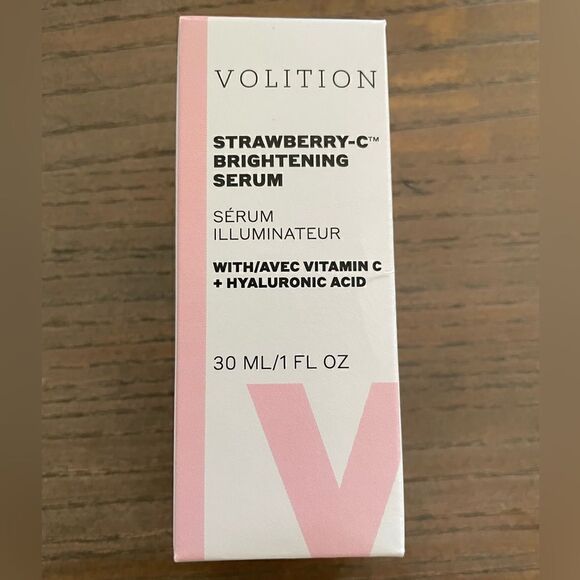 VOLITION
STRAWBERRY-C™
BRIGHTENING
SERUM
SÉRUM
ILLUMINATEUR
WITH/AVEC VITAMIN C
+ HYALURONIC ACID
30 ML/1 FL OZ
V